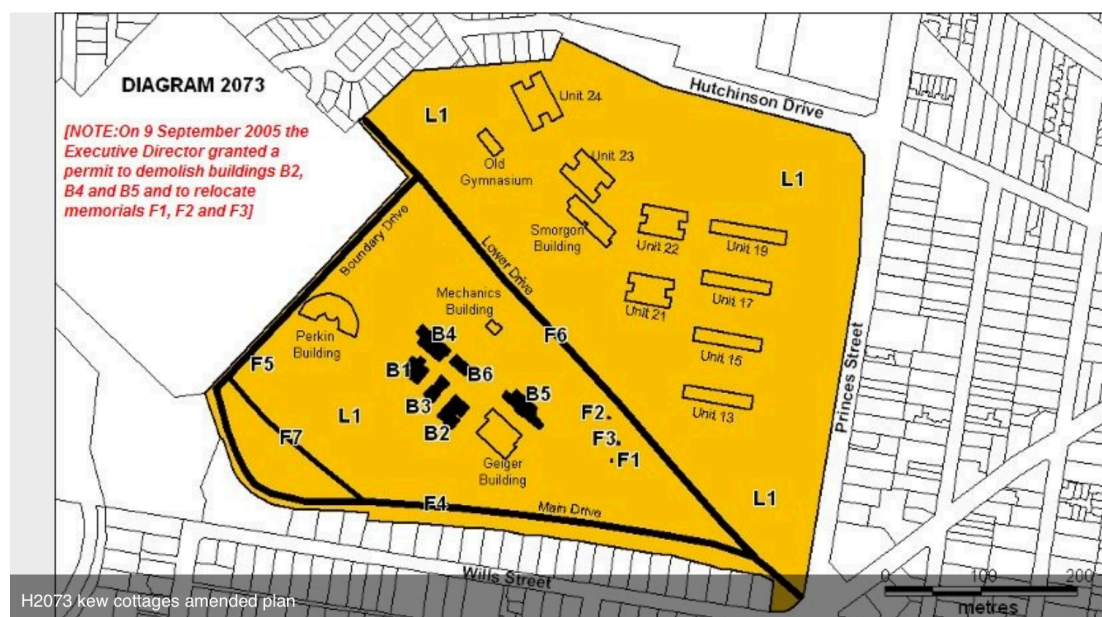 DIAGRAM 2073
[NOTE:On 9 September 2005 the
Executive Director granted a
permit to demolish buildings B2,
B4 and B5 and to relocate
memorials F1, F2 and F3]
Hutchinson Drive
L1
Unit 24
Old
Gymnasium
Unit 23
L1
Smorgon
Building
Unit 22
Unit 19
Boundary Drive
Lower Drive
Unit 21
Unit 17
Mechanics
Building
Perkin
Building
B4
F6
Unit 15
F5
B1
B6
B3
B5
Unit 13
Princes Street
L1
B2
F2
F7
F3
F1
Geiger
Building
F4
Main Drive
L1
Wills Street
0 100 200
metres
H2073 kew cottages amended plan